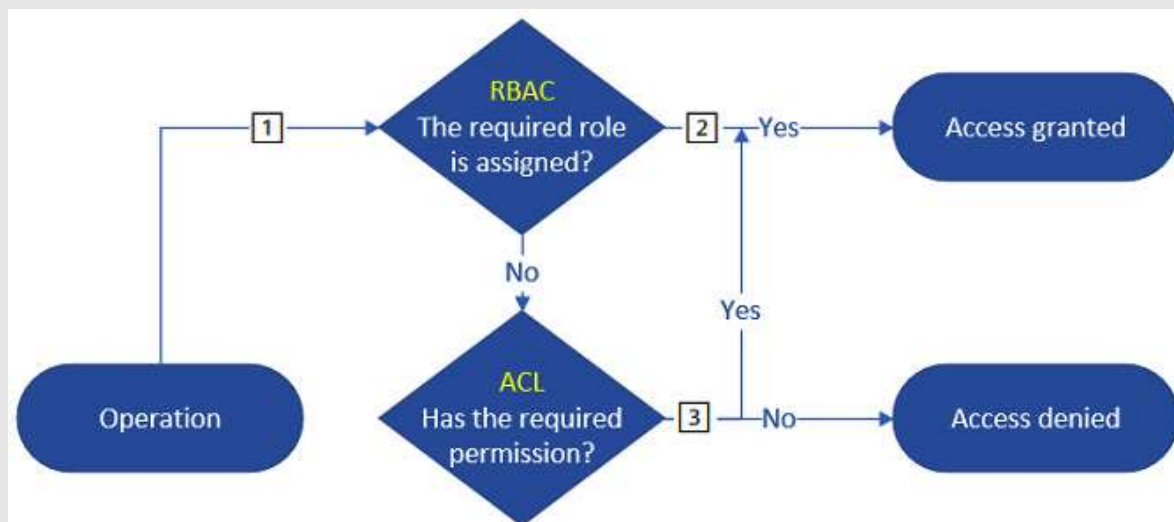 RBAC
The required role
is assigned?
1
2
Yes
Access granted
No
Yes
Operation
ACL
Has the required
permission?
3
No
Access denied